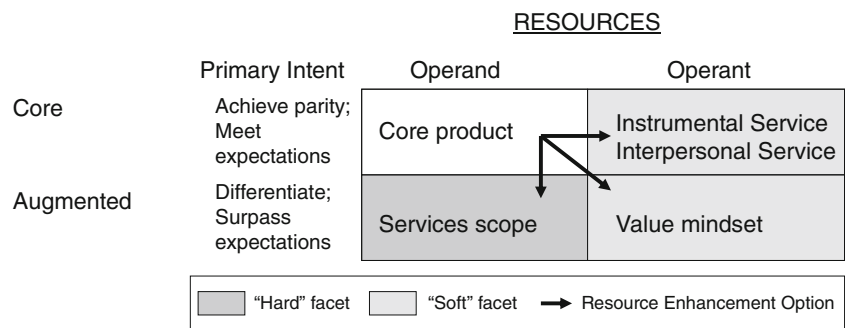 RESOURCES
Primary Intent Operand Operant
Core
Achieve parity;
Meet
expectations
Core product
Instrumental Service
Interpersonal Service
Augmented
Differentiate;
Surpass
expectations
Services scope
Value mindset
“Hard” facet “Soft” facet Resource Enhancement Option